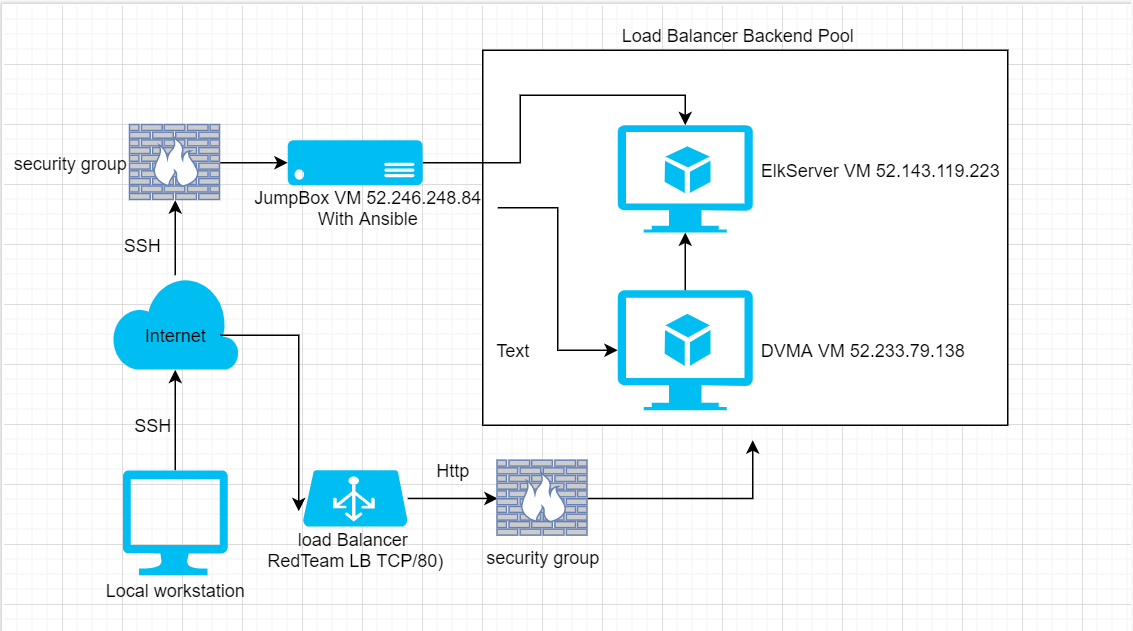 Load Balancer Backend Pool
security group
JumpBox VM 52.246.248.84
With Ansible
ElkServer VM 52.143.119.223
SSH
Internet
Text
DVMA VM 52.233.79.138
SSH
Http
load Balancer
RedTeam LB TCP/80)
security group
Local workstation